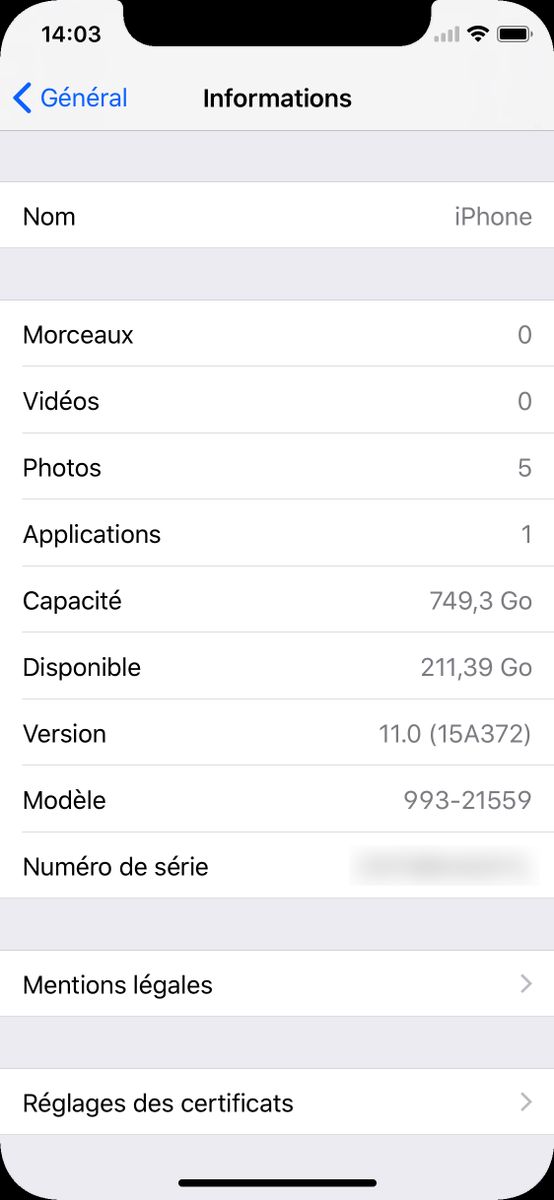 14:03
Général Informations
Nom iPhone
Morceaux 0
Vidéos 0
Photos 5
Applications 1
Capacité 749,3 Go
Disponible 211,39 Go
Version 11.0 (15A372)
Modèle 993-21559
Numéro de série
Mentions légales
Réglages des certificats